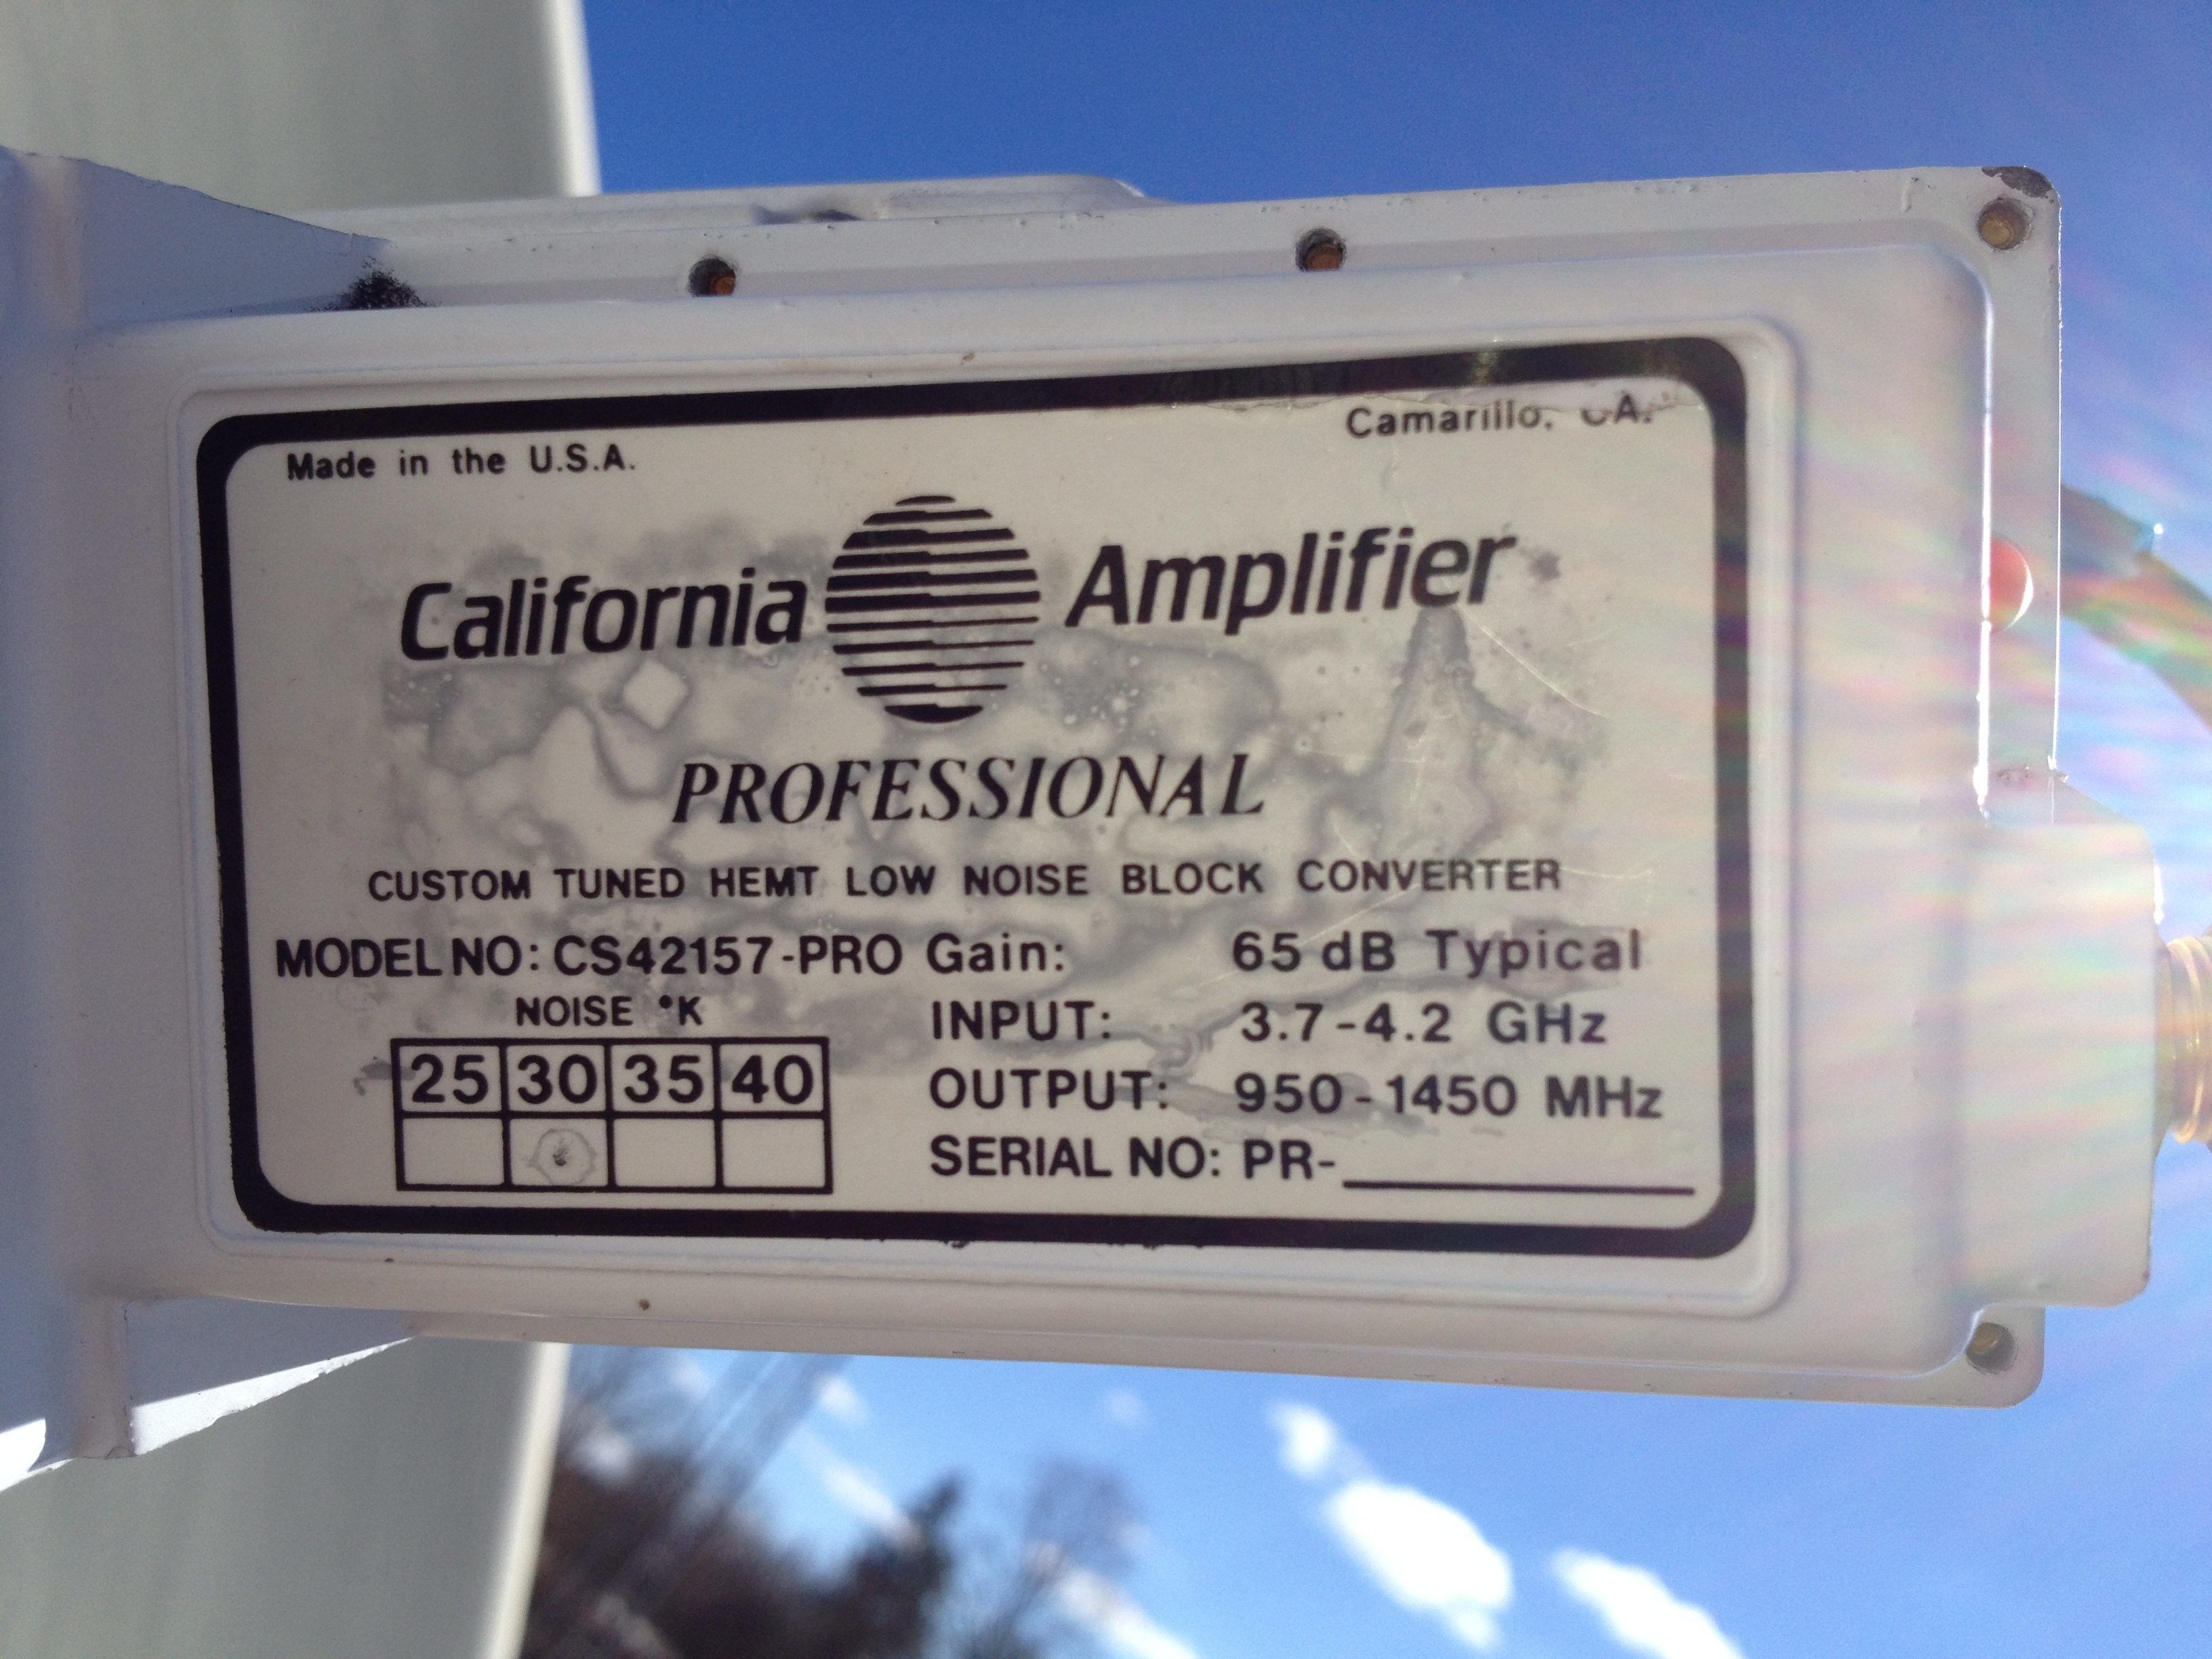 Made in the U.S.A.
Camarillo, CA.
California Amplifier
PROFESSIONAL
CUSTOM TUNED HEMT LOW NOISE BLOCK CONVERTER
MODEL NO: CS42157-PRO Gain: 65 dB Typical
NOISE °K
INPUT: 3.7-4.2 GHz
25 30 35 40
OUTPUT: 950-1450 MHz
SERIAL NO: PR-